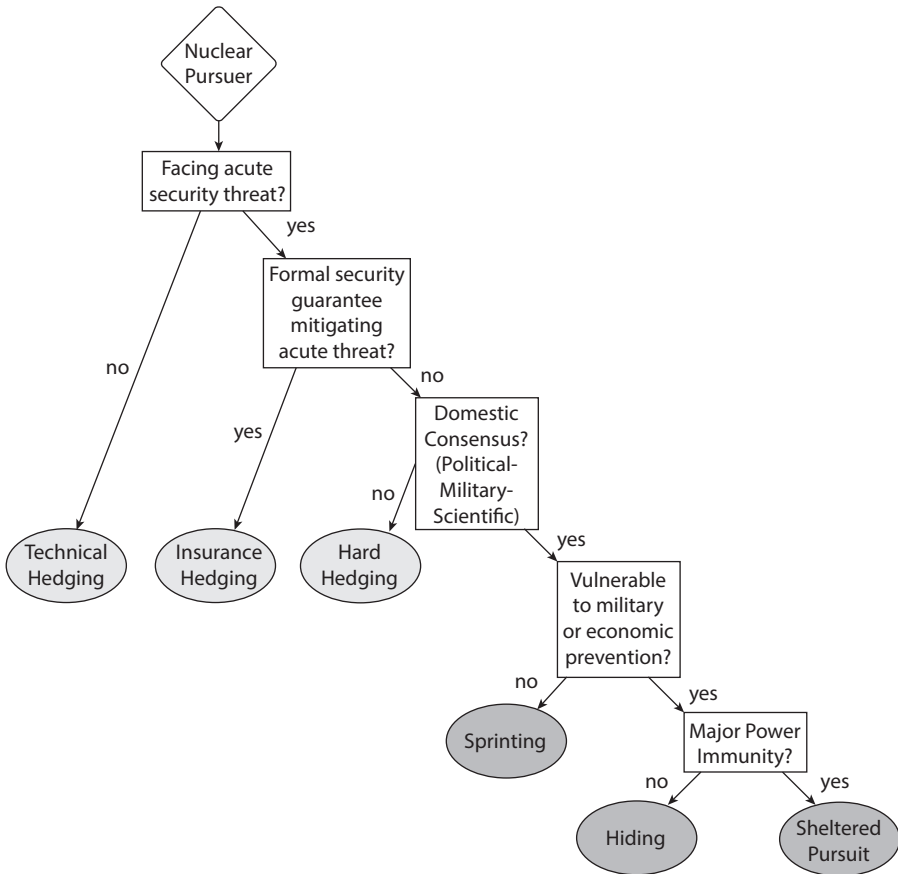 Nuclear
Pursuer
Facing acute
security threat?
yes
Formal security
guarantee
mitigating
acute threat?
no
no
yes
Domestic
Consensus?
(Political-
Military-
Scientific)
no
yes
Technical
Hedging
Insurance
Hedging
Hard
Hedging
Vulnerable
to military
or economic
prevention?
no
yes
Sprinting
Major Power
Immunity?
no
yes
Hiding
Sheltered
Pursuit